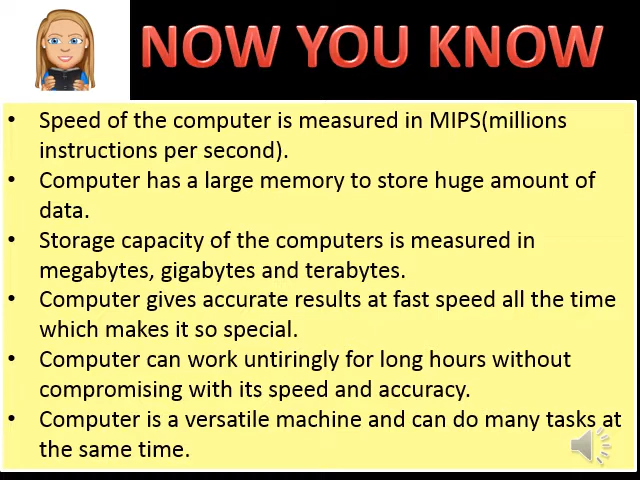 NOW YOU KNOW
• Speed of the computer is measured in MIPS(millions
instructions per second).
• Computer has a large memory to store huge amount of
data.
• Storage capacity of the computers is measured in
megabytes, gigabytes and terabytes.
• Computer gives accurate results at fast speed all the time
which makes it so special.
• Computer can work untiringly for long hours without
compromising with its speed and accuracy.
• Computer is a versatile machine and can do many tasks at
the same time.